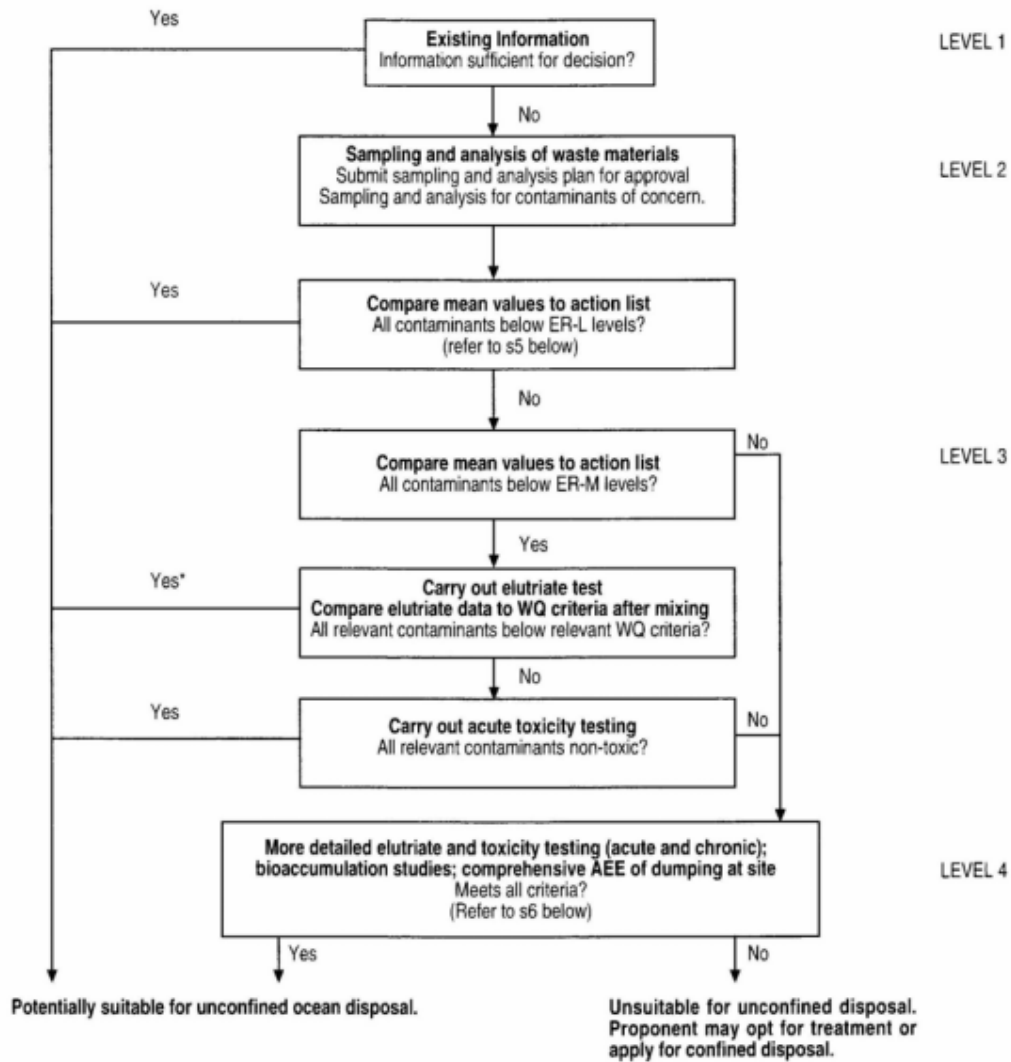 Yes
Existing Information
Information sufficient for decision?
LEVEL 1
No
Sampling and analysis of waste materials
Submit sampling and analysis plan for approval
Sampling and analysis for contaminants of concern.
LEVEL 2
Yes
Compare mean values to action list
All contaminants below ER-L levels?
(refer to s5 below)
No
Compare mean values to action list
All contaminants below ER-M levels?
No
LEVEL 3
Yes
Yes*
Carry out elutriate test
Compare elutriate data to WQ criteria after mixing
All relevant contaminants below relevant WQ criteria?
No
Yes
Carry out acute toxicity testing
All relevant contaminants non-toxic?
No
More detailed elutriate and toxicity testing (acute and chronic);
bioaccumulation studies; comprehensive AEE of dumping at site
Meets all criteria?
(Refer to s6 below)
LEVEL 4
Yes
No
Potentially suitable for unconfined ocean disposal.
Unsuitable for unconfined disposal.
Proponent may opt for treatment or
apply for confined disposal.